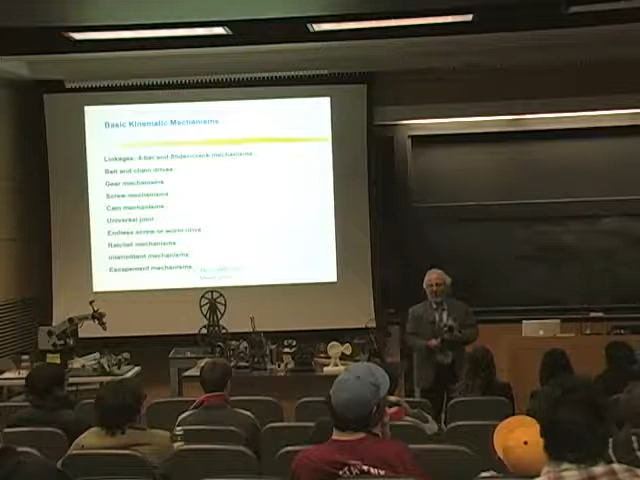 Basic Kinematic Mechanisms
Linkages: 4-bar and Slider-crank mechanisms
Belt and chain drives
Gear mechanisms
Screw mechanisms
Cam mechanisms
Universal joint
Endless screw or worm drive
Ratchet mechanisms
Intermittent mechanisms
Escapement mechanisms